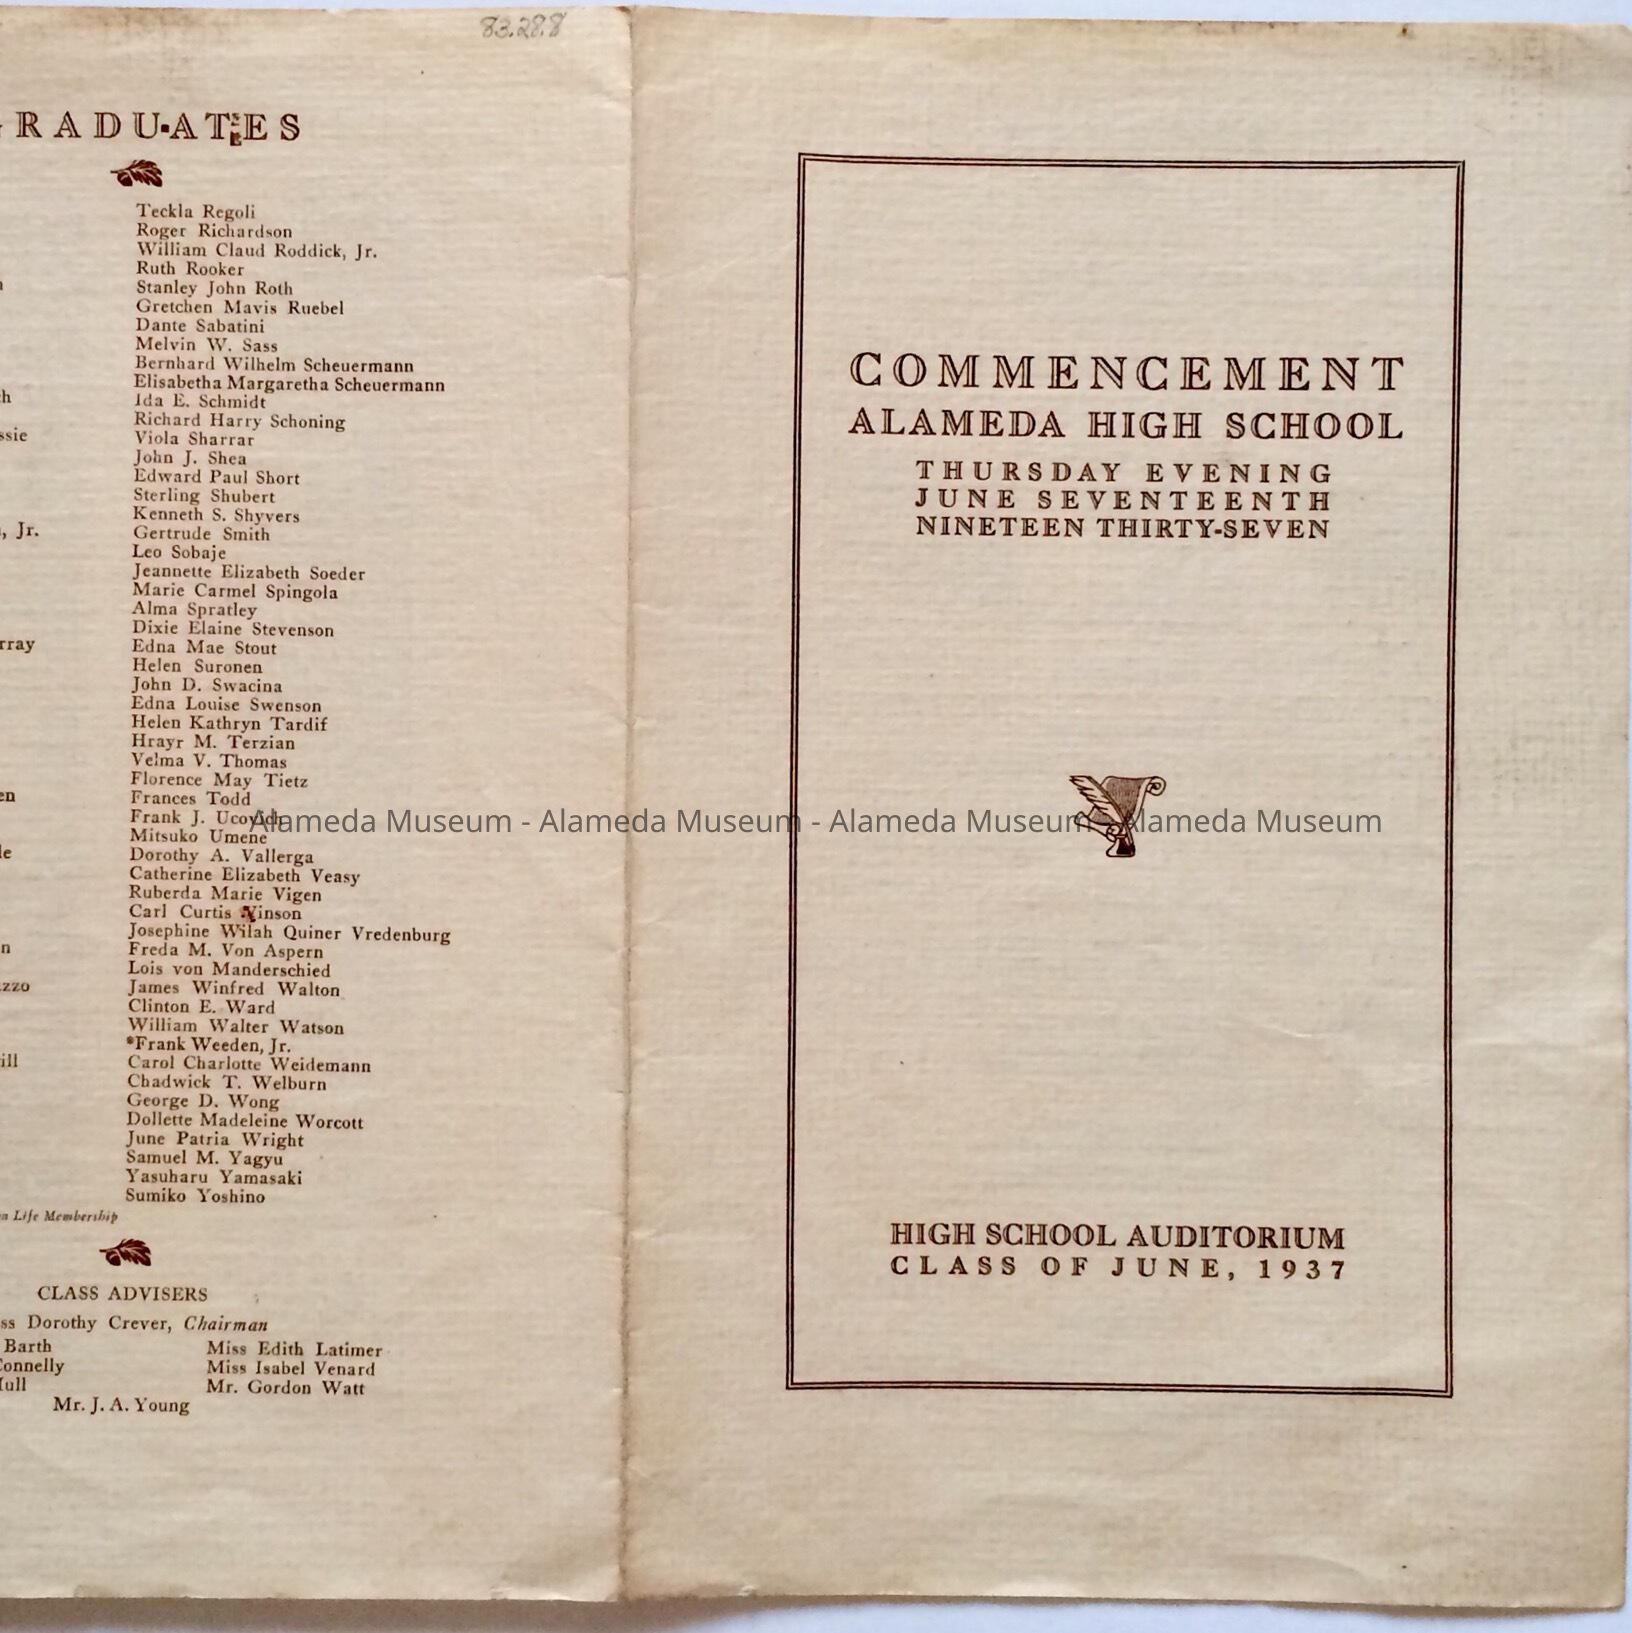 83.28.8
GRADUATES
Teckla Regoli
Roger Richardson
William Claud Roddick, Jr.
Ruth Rooker
Stanley John Roth
Gretchen Mavis Ruebel
Dante Sabatini
Melvin W. Sass
Bernhard Wilhelm Scheuermann
Elisabetha Margaretha Scheuermann
Ida E. Schmidt
Richard Harry Schoning
Viola Sharrar
John J. Shea
Edward Paul Short
Sterling Shubert
Kenneth S. Shyvers
, Jr. Gertrude Smith
Leo Sobaje
Jeannette Elizabeth Soeder
Marie Carmel Spingola
Alma Spratley
Dixie Elaine Stevenson
Edna Mae Stout
Helen Suronen
John D. Swacina
Edna Louise Swenson
Helen Kathryn Tardif
Hrayr M. Terzian
Velma V. Thomas
Florence May Tietz
Frances Todd
Frank J. Ucovich
Mitsuko Umene
Dorothy A. Vallerga
Catherine Elizabeth Veasy
Ruberda Marie Vigen
Carl Curtis Vinson
Josephine Wilah Quiner Vredenburg
Freda M. Von Aspern
Lois von Manderschied
James Winfred Walton
Clinton E. Ward
William Walter Watson
*Frank Weeden, Jr.
Carol Charlotte Weidemann
Chadwick T. Welburn
George D. Wong
Dollette Madeleine Worcott
June Patria Wright
Samuel M. Yagyu
Yasuharu Yamasaki
Sumiko Yoshino
Life Membership
CLASS ADVISERS
ss Dorothy Crever, Chairman
Barth Miss Edith Latimer
Connelly Miss Isabel Venard
Mr. Gordon Watt
Mr. J. A. Young
COMMENCEMENT
ALAMEDA HIGH SCHOOL
THURSDAY EVENING
JUNE SEVENTEENTH
NINETEEN THIRTY-SEVEN
HIGH SCHOOL AUDITORIUM
CLASS OF JUNE, 1937
Alameda Museum - Alameda Museum - Alameda Museum - Alameda Museum